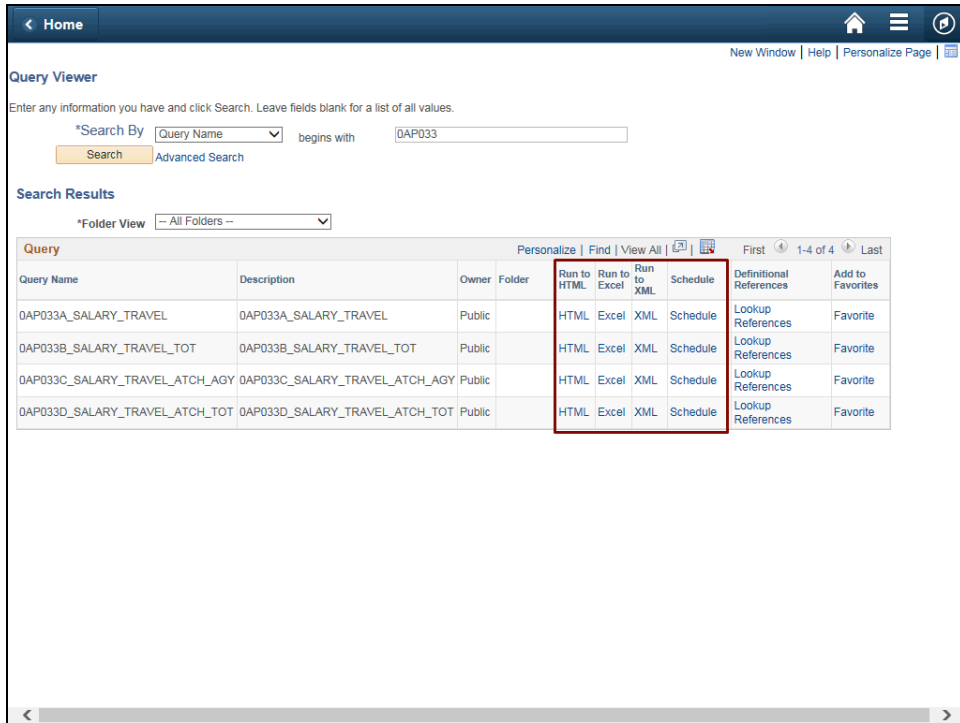 Home
New Window | Help | Personalize Page |
Query Viewer
Enter any information you have and click Search. Leave fields blank for a list of all values.
*Search By Query Name begins with 0AP033
Search Advanced Search
Search Results
*Folder View -- All Folders --
Query Personalize | Find | View All | | First 1-4 of 4 Last
Query Name Description Owner Folder Run to HTML Run to Excel Run to XML Schedule Definitional References Add to Favorites
0AP033A_SALARY_TRAVEL 0AP033A_SALARY_TRAVEL Public HTML Excel XML Schedule Lookup References Favorite
0AP033B_SALARY_TRAVEL_TOT 0AP033B_SALARY_TRAVEL_TOT Public HTML Excel XML Schedule Lookup References Favorite
0AP033C_SALARY_TRAVEL_ATCH_AGY 0AP033C_SALARY_TRAVEL_ATCH_AGY Public HTML Excel XML Schedule Lookup References Favorite
0AP033D_SALARY_TRAVEL_ATCH_TOT 0AP033D_SALARY_TRAVEL_ATCH_TOT Public HTML Excel XML Schedule Lookup References Favorite